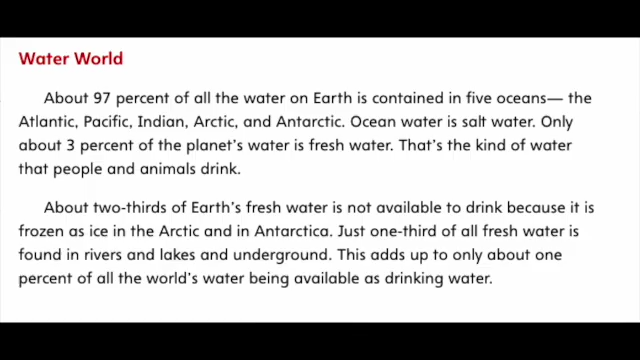 Water World
About 97 percent of all the water on Earth is contained in five oceans— the
Atlantic, Pacific, Indian, Arctic, and Antarctic. Ocean water is salt water. Only
about 3 percent of the planet's water is fresh water. That's the kind of water
that people and animals drink.
About two-thirds of Earth's fresh water is not available to drink because it is
frozen as ice in the Arctic and in Antarctica. Just one-third of all fresh water is
found in rivers and lakes and underground. This adds up to only about one
percent of all the world's water being available as drinking water.